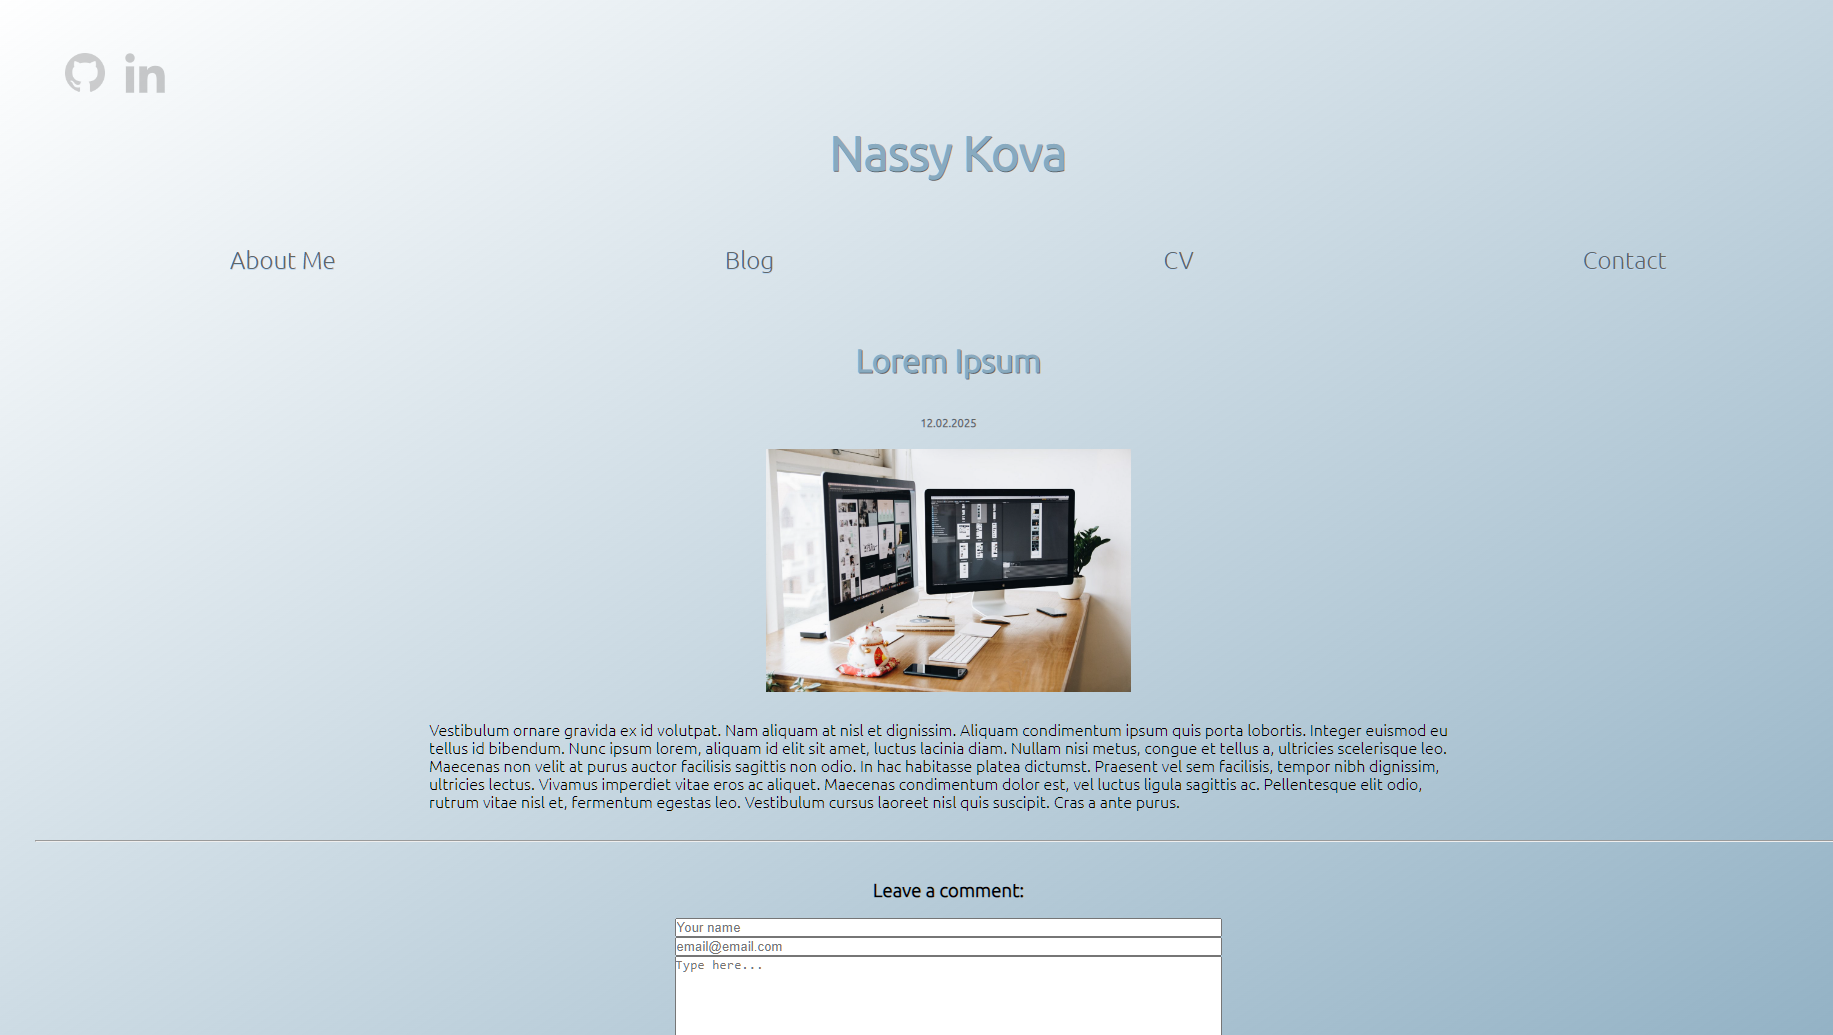 in
Nassy Kova
About Me
Blog
CV
Contact
Lorem Ipsum
12.02.2025
Vestibulum ornare gravida ex id volutpat. Nam aliquam at nisl et dignissim. Aliquam condimentum ipsum quis porta lobortis. Integer euismod eu
tellus id bibendum. Nunc ipsum lorem, aliquam id elit sit amet, luctus lacinia diam. Nullam nisi metus, congue et tellus a, ultricies scelerisque leo.
Maecenas non velit at purus auctor facilisis sagittis non odio. In hac habitasse platea dictumst. Praesent vel sem facilisis, tempor nibh dignissim,
ultricies lectus. Vivamus imperdiet vitae eros ac aliquet. Maecenas condimentum dolor est, vel luctus ligula sagittis ac. Pellentesque elit odio,
rutrum vitae nisl et, fermentum egestas leo. Vestibulum cursus laoreet nisl quis suscipit. Cras a ante purus.
Leave a comment:
Your name
email@email.com
Type here...